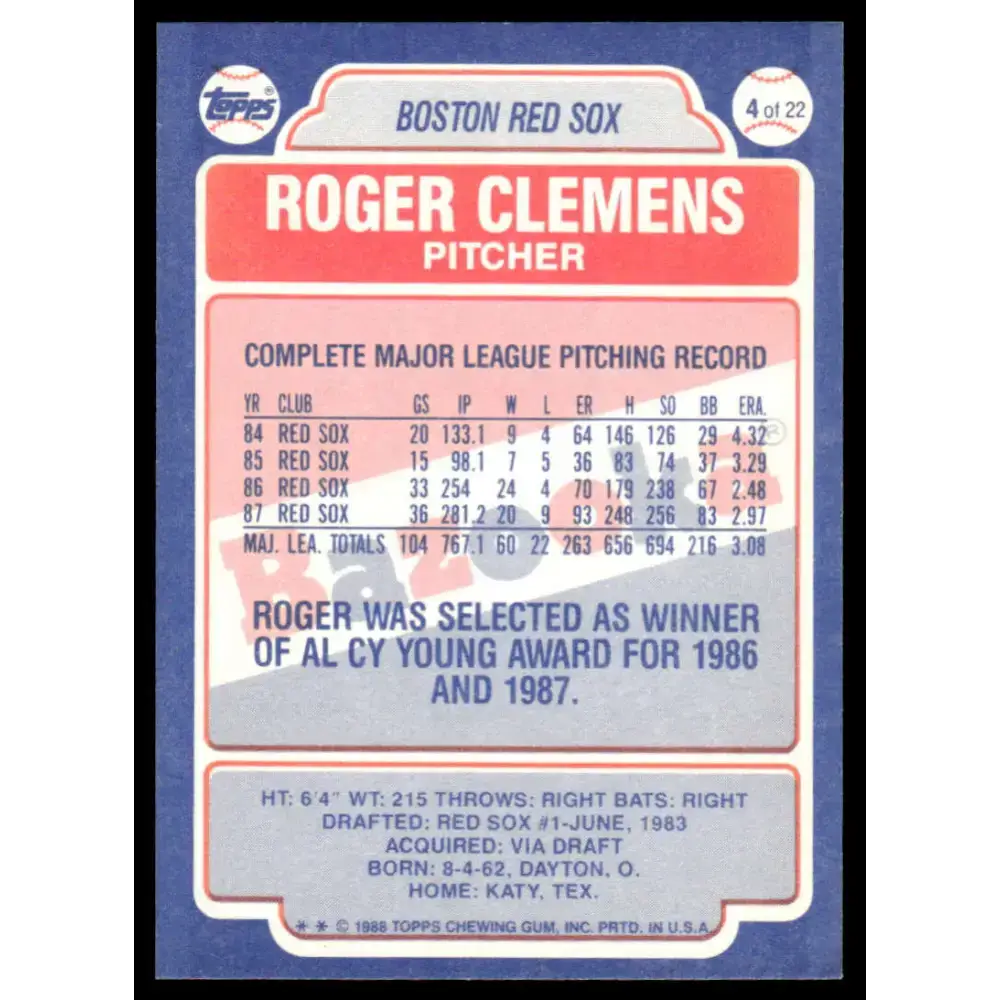 Topps®
BOSTON RED SOX
4 of 22
ROGER CLEMENS
PITCHER
COMPLETE MAJOR LEAGUE PITCHING RECORD
YR CLUB GS IP W L ER H SO BB ERA.
84 RED SOX 20 133.1 9 4 64 146 126 29 4.32
85 RED SOX 15 98.1 7 5 36 83 74 37 3.29
86 RED SOX 33 254 24 4 70 179 238 67 2.48
87 RED SOX 36 281.2 20 9 93 248 256 83 2.97
MAJ. LEA. TOTALS 104 767.1 60 22 263 656 694 216 3.08
Bazooka®
ROGER WAS SELECTED AS WINNER
OF AL CY YOUNG AWARD FOR 1986
AND 1987.
HT: 6'4" WT: 215 THROWS: RIGHT BATS: RIGHT
DRAFTED: RED SOX #1-JUNE, 1983
ACQUIRED: VIA DRAFT
BORN: 8-4-62, DAYTON, O.
HOME: KATY, TEX.
** © 1988 TOPPS CHEWING GUM, INC. PRTD. IN U.S.A.